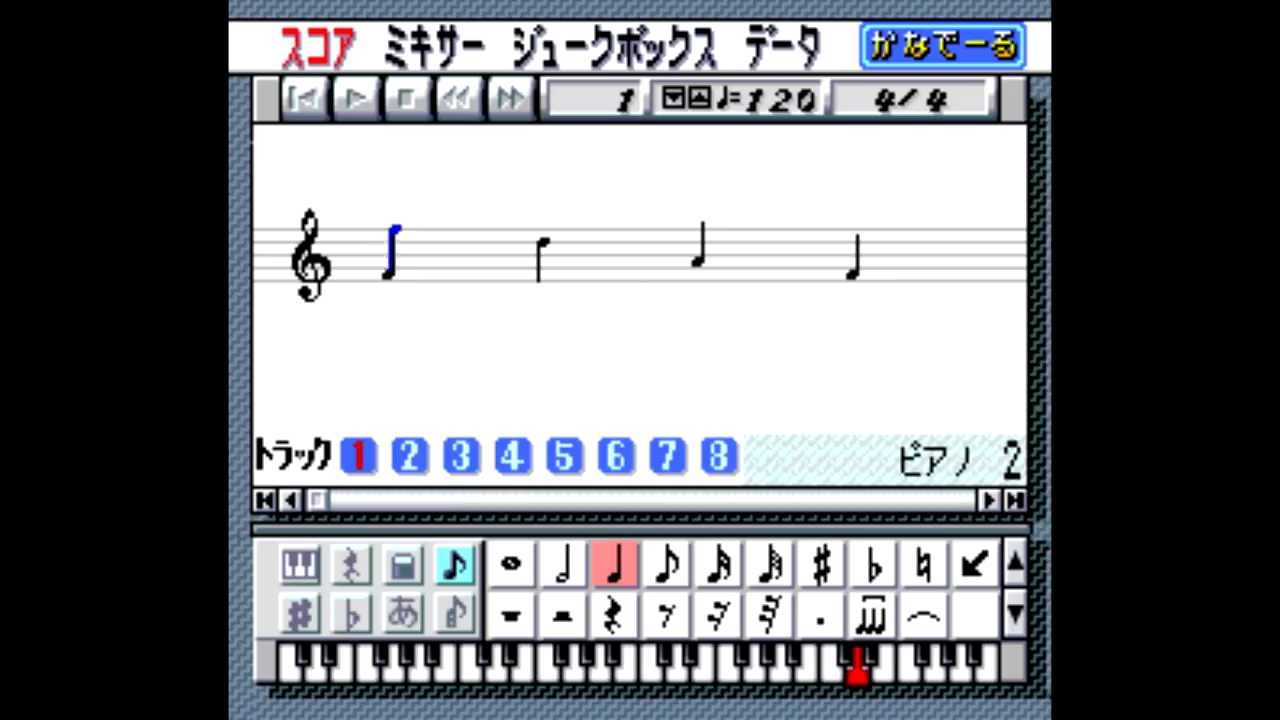 スコア ミキサー ジュークボックス データ かなでーる
1 ♩=120 4/4
トラック 1 2 3 4 5 6 7 8 ピアノ 2
あ